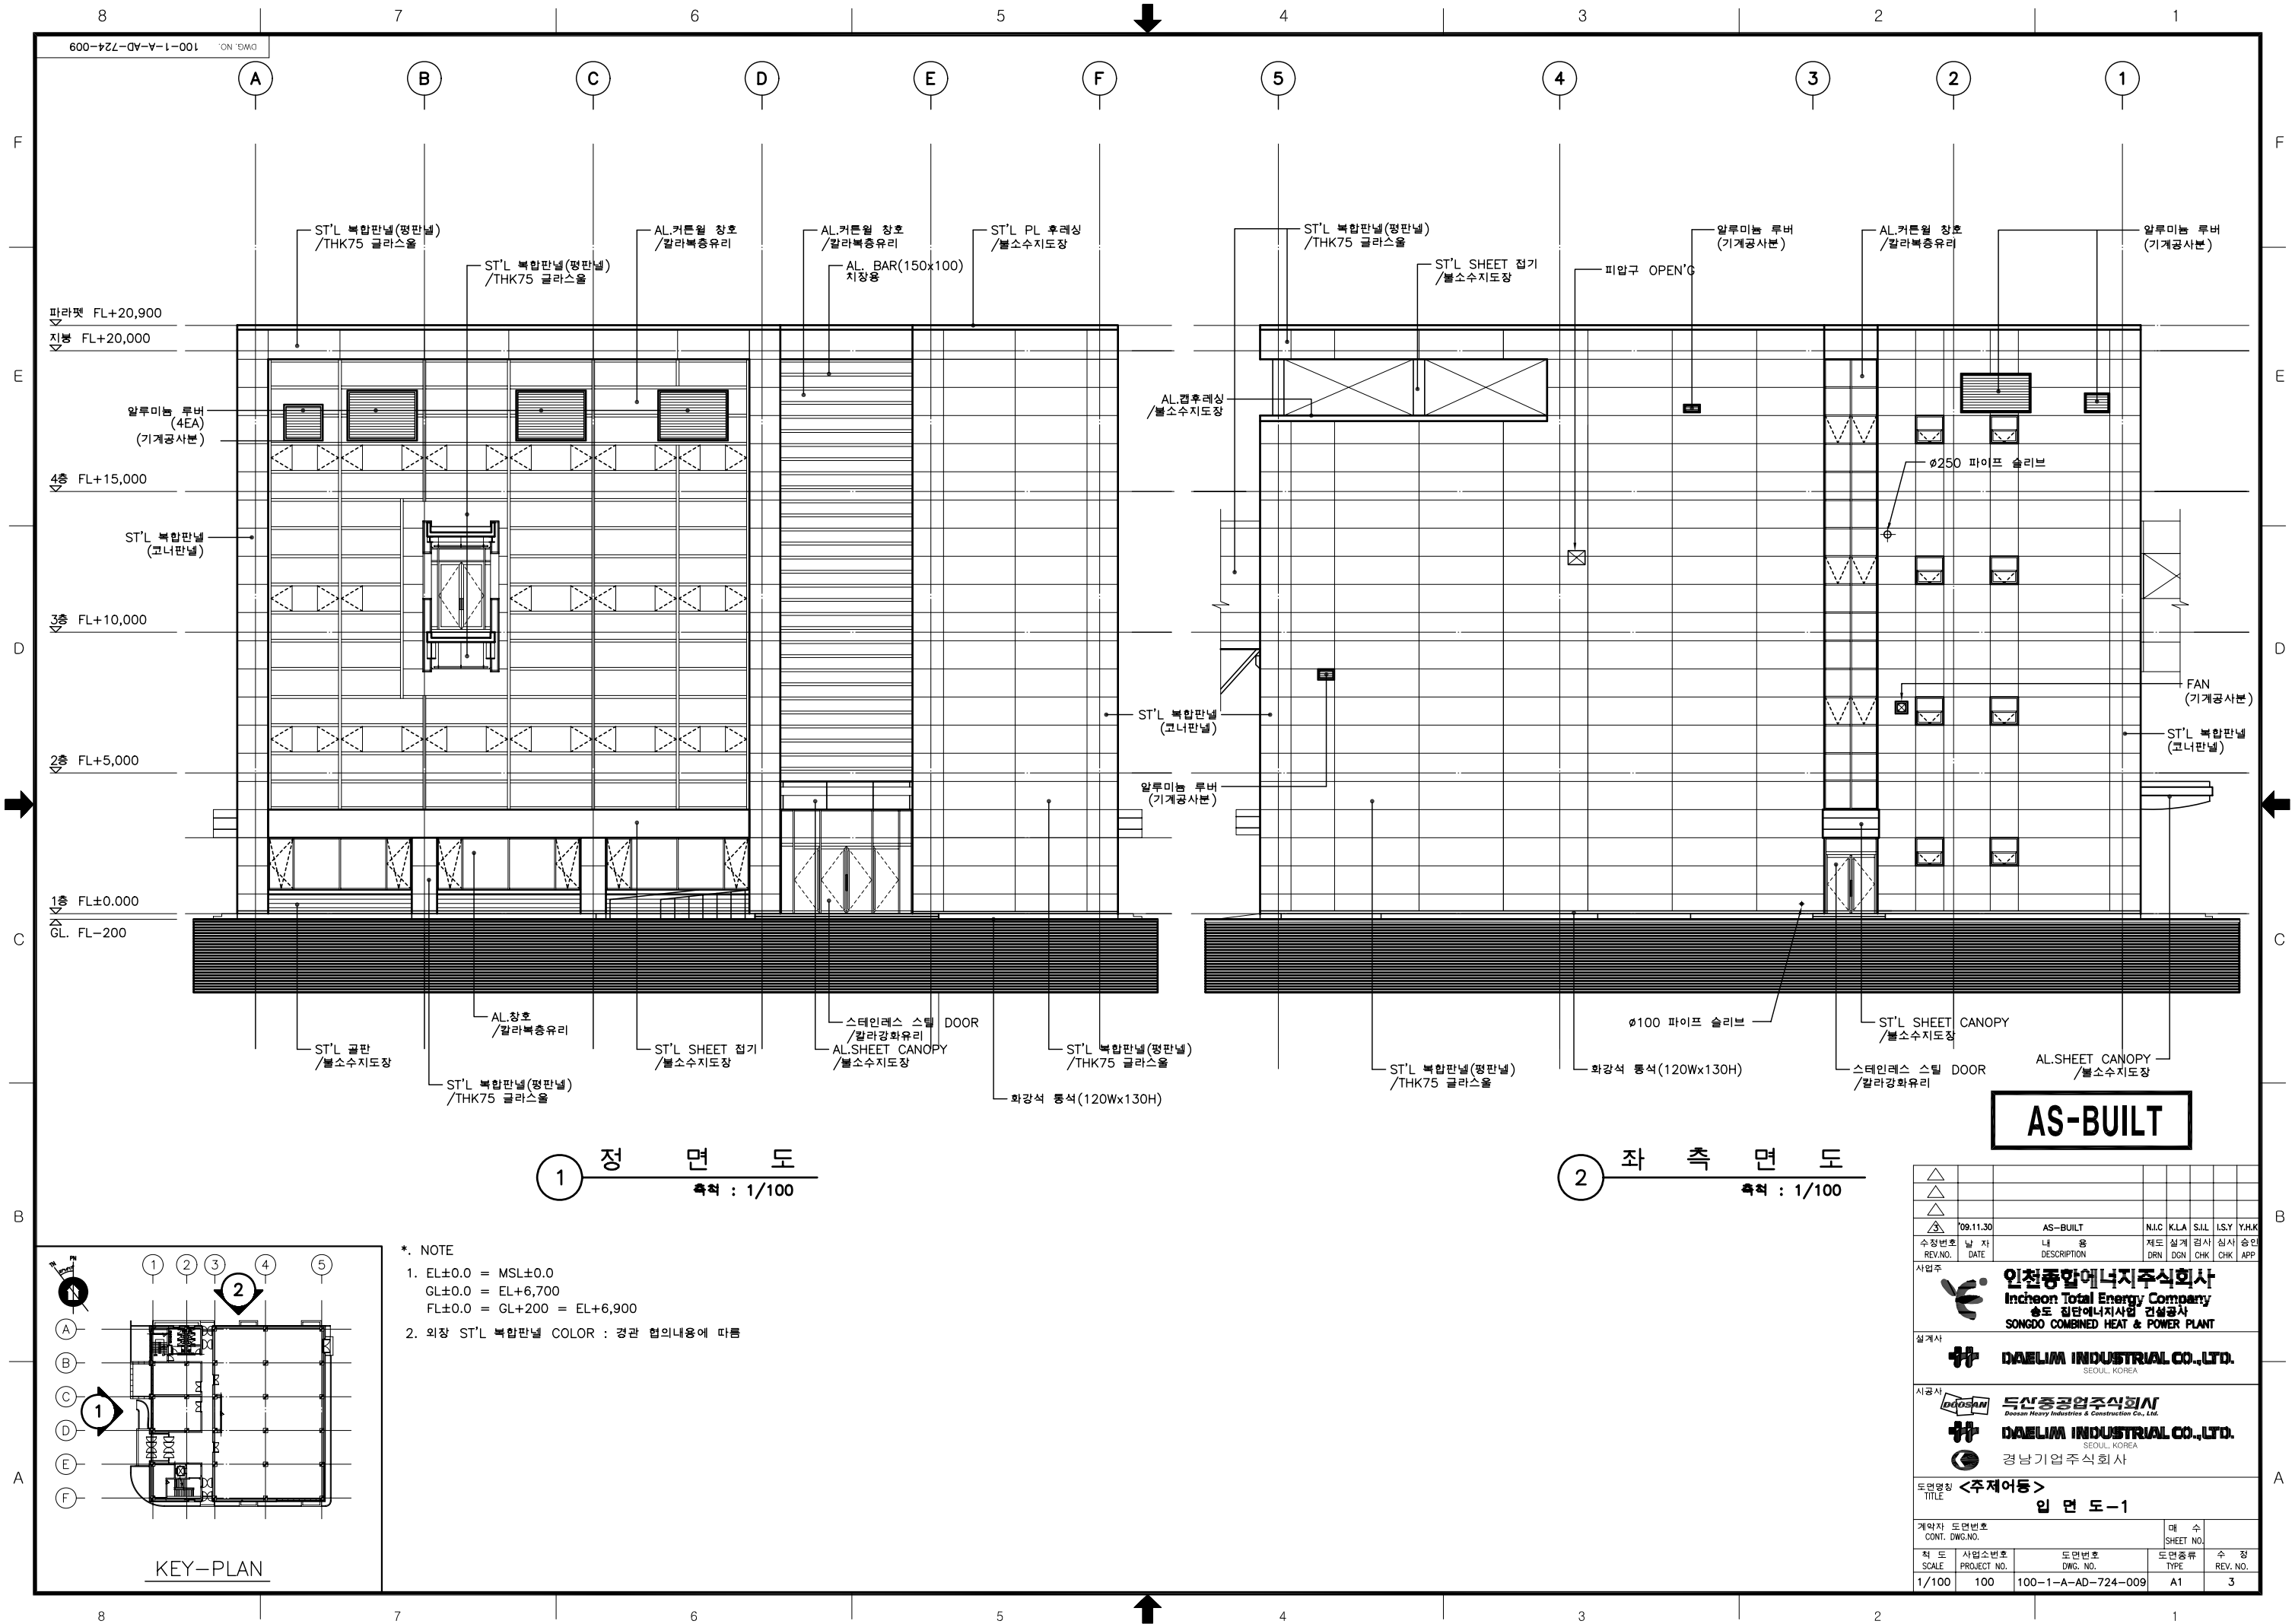 8 7 6 5 4 3 2 1
DWG. NO. 100-1-A-AD-724-009
A B C D E F
5 4 3 2 1
F
E
D
C
B
A
ST'L 복합판넬(평판넬)
/THK75 글라스울
ST'L 복합판넬(평판넬)
/THK75 글라스울
AL.커튼월 창호
/칼라복층유리
AL.커튼월 창호
/칼라복층유리
AL. BAR(150x100)
치장용
ST'L PL 후레싱
/불소수지도장
ST'L 복합판넬(평판넬)
/THK75 글라스울
ST'L SHEET 접기
/불소수지도장
피압구 OPEN'G
알루미늄 루버
(기계공사분)
AL.커튼월 창호
/칼라복층유리
알루미늄 루버
(기계공사분)
파라펫 FL+20,900
지붕 FL+20,000
알루미늄 루버
(4EA)
(기계공사분)
AL.캡후레싱
/불소수지도장
4층 FL+15,000
Ø250 파이프 슬리브
ST'L 복합판넬
(코너판넬)
3층 FL+10,000
FAN
(기계공사분)
ST'L 복합판넬
(코너판넬)
ST'L 복합판넬
(코너판넬)
2층 FL+5,000
알루미늄 루버
(기계공사분)
1층 FL±0.000
GL. FL-200
AL.창호
/칼라복층유리
스테인레스 스틸 DOOR
/칼라강화유리
ST'L 골판
/불소수지도장
ST'L SHEET 접기
/불소수지도장
AL.SHEET CANOPY
/불소수지도장
ST'L 복합판넬(평판넬)
/THK75 글라스울
ST'L 복합판넬(평판넬)
/THK75 글라스울
화강석 통석(120Wx130H)
Ø100 파이프 슬리브
ST'L SHEET CANOPY
/불소수지도장
ST'L 복합판넬(평판넬)
/THK75 글라스울
화강석 통석(120Wx130H)
스테인레스 스틸 DOOR
/칼라강화유리
AL.SHEET CANOPY
/불소수지도장
AS-BUILT
1 정 면 도
축척 : 1/100
2 좌 측 면 도
축척 : 1/100
*. NOTE
1. EL±0.0 = MSL±0.0
GL±0.0 = EL+6,700
FL±0.0 = GL+200 = EL+6,900
2. 외장 ST'L 복합판넬 COLOR : 경관 협의내용에 따름
TN PN
1 2 3 4 5
2
A
B
C
1
D
E
F
KEY-PLAN
3 '09.11.30 AS-BUILT N.I.C K.L.A S.I.L I.S.Y Y.H.K
수정번호 날 자 내 용 제도 설계 검사 심사 승인
REV.NO. DATE DESCRIPTION DRN DGN CHK CHK APP
사업주
인천종합에너지주식회사
Incheon Total Energy Company
송도 집단에너지사업 건설공사
SONGDO COMBINED HEAT & POWER PLANT
설계사
DAELIM INDUSTRIAL CO.,LTD.
SEOUL, KOREA
시공사
DOOSAN 두산중공업주식회사
Doosan Heavy Industries & Construction Co., Ltd.
DAELIM INDUSTRIAL CO.,LTD.
SEOUL, KOREA
경남기업주식회사
도면명칭 <주제어동>
TITLE
입 면 도-1
계약자 도면번호 매 수
CONT. DWG.NO. SHEET NO.
척 도 사업소번호 도면번호 도면종류 수 정
SCALE PROJECT NO. DWG. NO. TYPE REV. NO.
1/100 100 100-1-A-AD-724-009 A1 3
8 7 6 5 4 3 2 1